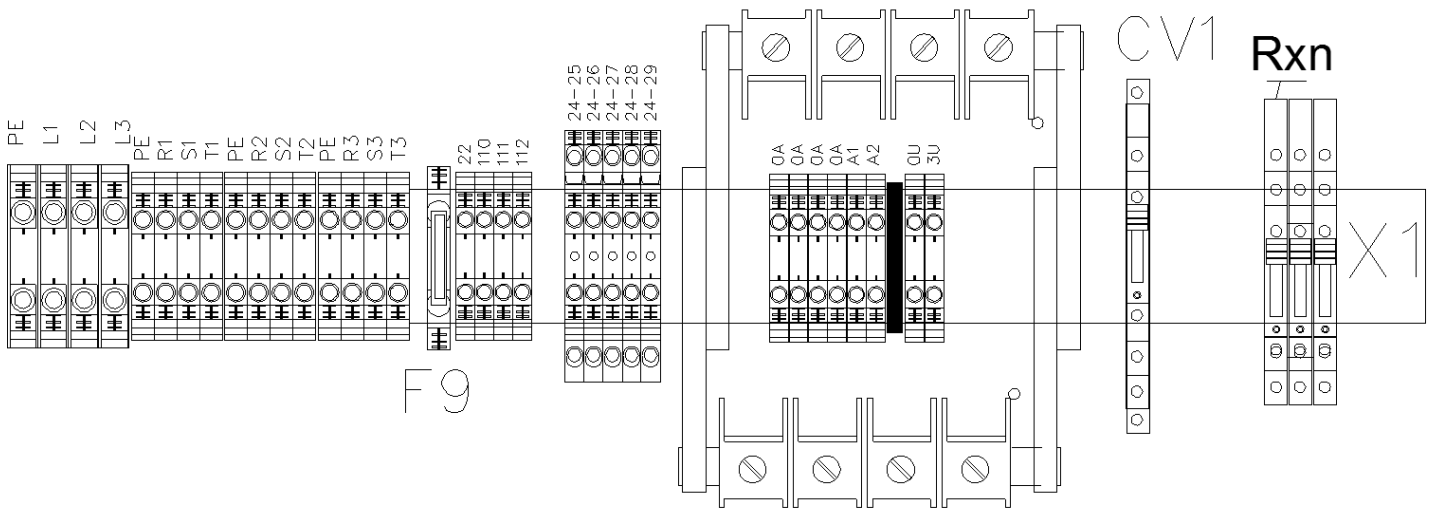 PE
L1
L2
L3
PE
R1
S1
T1
PE
R2
S2
T2
PE
R3
S3
T3
F9
22
110
111
112
24-25
24-26
24-27
24-28
24-29
0A
0A
0A
0A
A1
A2
0U
3U
CV1
Rxn
X1